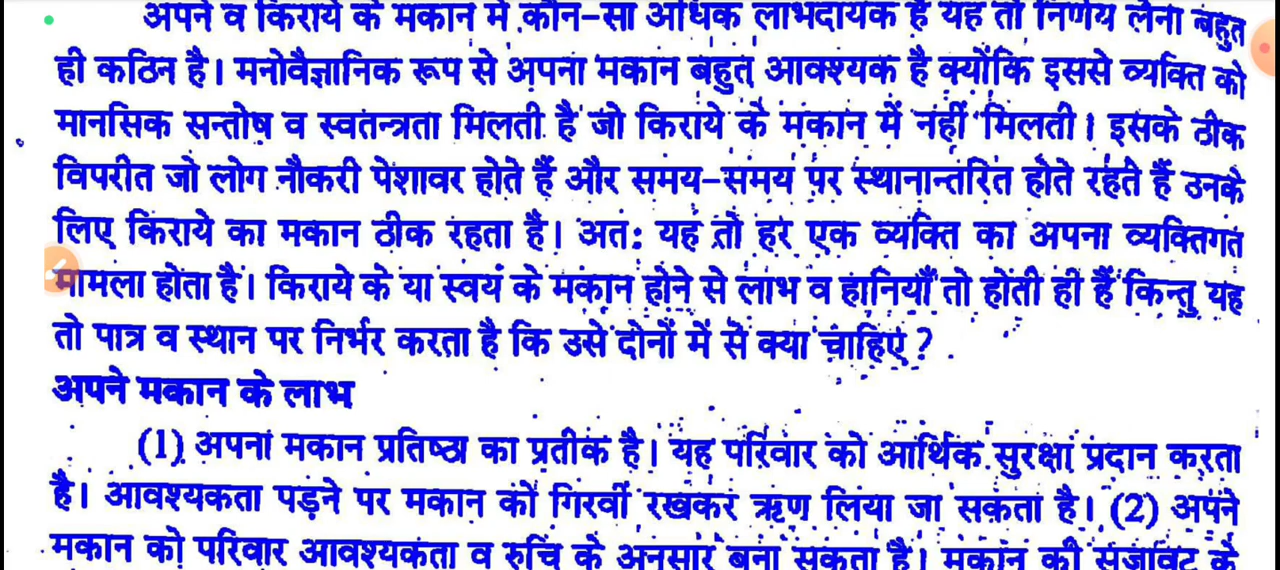 अपने व किराये के मकान में कौन-सा अधिक लाभदायक है यह तो निर्णय लेना बहुत
ही कठिन है। मनोवैज्ञानिक रूप से अपना मकान बहुत आवश्यक है क्योंकि इससे व्यक्ति को
मानसिक सन्तोष व स्वतन्त्रता मिलती है जो किराये के मकान में नहीं मिलती। इसके ठीक
विपरीत जो लोग नौकरी पेशावर होते हैं और समय-समय पर स्थानान्तरित होते रहते हैं उनके
लिए किराये का मकान ठीक रहता है। अतः यह तो हर एक व्यक्ति का अपना व्यक्तिगत
मामला होता है। किराये के या स्वयं के मकान होने से लाभ व हानियाँ तो होती ही हैं किन्तु यह
तो पात्र व स्थान पर निर्भर करता है कि उसे दोनों में से क्या चाहिए ?
अपने मकान के लाभ
(1) अपना मकान प्रतिष्ठा का प्रतीक है। यह परिवार को आर्थिक सुरक्षा प्रदान करता
है। आवश्यकता पड़ने पर मकान को गिरवीं रखकर ऋण लिया जा सकता है। (2) अपने
मकान को परिवार आवश्यकता व रुचि के अनुसार बना सकता है। मकान की सजावट के